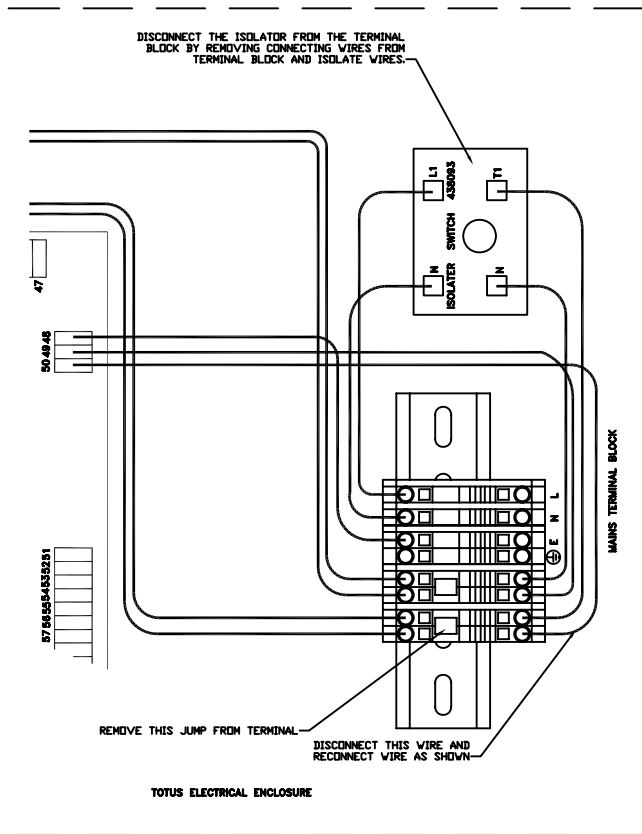 DISCONNECT THE ISOLATOR FROM THE TERMINAL
BLOCK BY REMOVING CONNECTING WIRES FROM
TERMINAL BLOCK AND ISOLATE WIRES.
L1
438093
T1
SWITCH
N
ISOLATER
N
47
50 49 48
MAINS TERMINAL BLOCK
L
N
E
57 56 55 54 53 52 51
REMOVE THIS JUMP FROM TERMINAL
DISCONNECT THIS WIRE AND
RECONNECT WIRE AS SHOWN
TOTUS ELECTRICAL ENCLOSURE